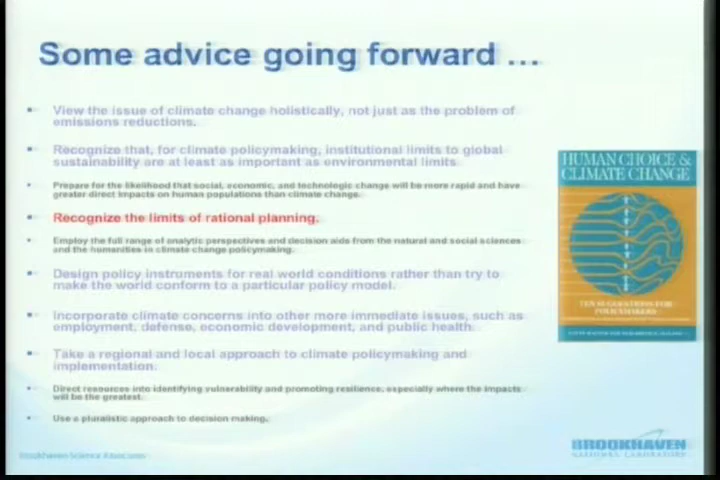 Some advice going forward ...
View the issue of climate change holistically, not just as the problem of
emissions reductions.
Recognize that, for climate policymaking, institutional limits to global
sustainability are at least as important as environmental limits
Prepare for the likelihood that social, economic, and technologic change will be more rapid and have
greater direct impacts on human populations than climate change.
Recognize the limits of rational planning.
Employ the full range of analytic perspectives and decision aids from the natural and social sciences
and the humanities in climate change policymaking.
Design policy instruments for real world conditions rather than try to
make the world conform to a particular policy model.
Incorporate climate concerns into other more immediate issues, such as
employment, defense, economic development, and public health.
Take a regional and local approach to climate policymaking and
implementation.
Direct resources into identifying vulnerability and promoting resilience, especially where the impacts
will be the greatest.
Use a pluralistic approach to decision making.
HUMAN CHOICE &
CLIMATE CHANGE
TEN SUGGESTIONS FOR
POLICYMAKERS
Brookhaven Science Associates
BROOKHAVEN
NATIONAL LABORATORY